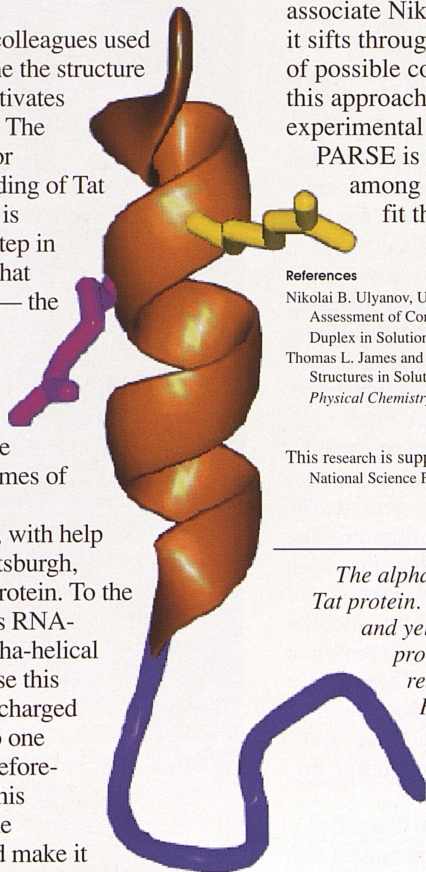 colleagues used
the structure
tivates
The
or
ding of Tat
is
tep in
hat
— the
e
mes of
, with help
tsburgh,
rotein. To the
s RNA-
ha-helical
se this
charged
o one
efore-
his
e
d make it
associate Nik
it sifts throug
of possible co
this approach
experimental
PARSE is
among
fit th
References
Nikolai B. Ulyanov, U
Assessment of Con
Duplex in Solution
Thomas L. James and
Structures in Solut
Physical Chemistry
This research is supp
National Science F
The alpha
Tat protein.
and yel
pro
re